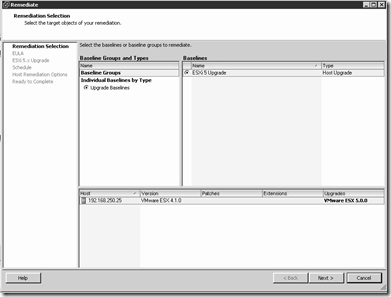 Remediate
Remediation Selection
Select the target objects of your remediation.
Remediation Selection
EULA
ESX 5.x Upgrade
Schedule
Host Remediation Options
Ready to Complete
Select the baselines or baseline groups to remediate.
Baseline Groups and Types
Name
Baseline Groups
Individual Baselines by Type
Upgrade Baselines
Baselines
Name Type
ESXi 5 Upgrade Host Upgrade
Host Version Patches Extensions Upgrades
192.168.250.25 VMware ESX 4.1.0 VMware ESX 5.0.0
Help < Back Next > Cancel